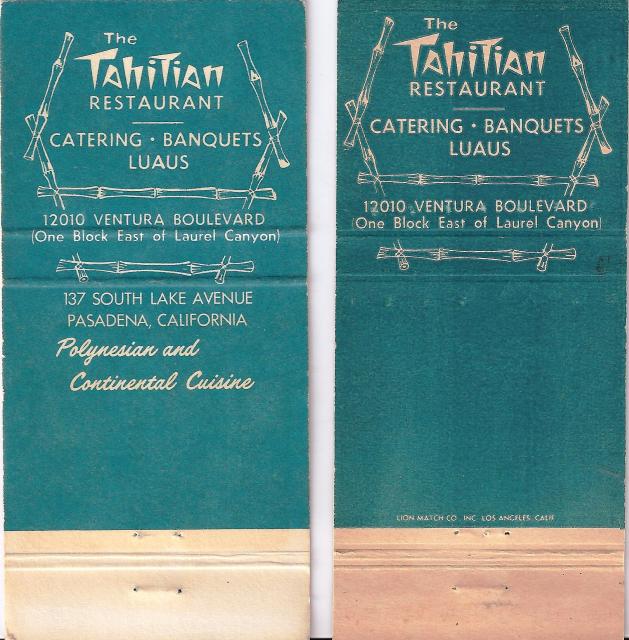 The
Tahitian
RESTAURANT
CATERING · BANQUETS
LUAUS
12010 VENTURA BOULEVARD
(One Block East of Laurel Canyon)
137 SOUTH LAKE AVENUE
PASADENA, CALIFORNIA
Polynesian and
Continental Cuisine
The
Tahitian
RESTAURANT
CATERING · BANQUETS
LUAUS
12010 VENTURA BOULEVARD
(One Block East of Laurel Canyon)
LION MATCH CO. INC. LOS ANGELES, CALIF.